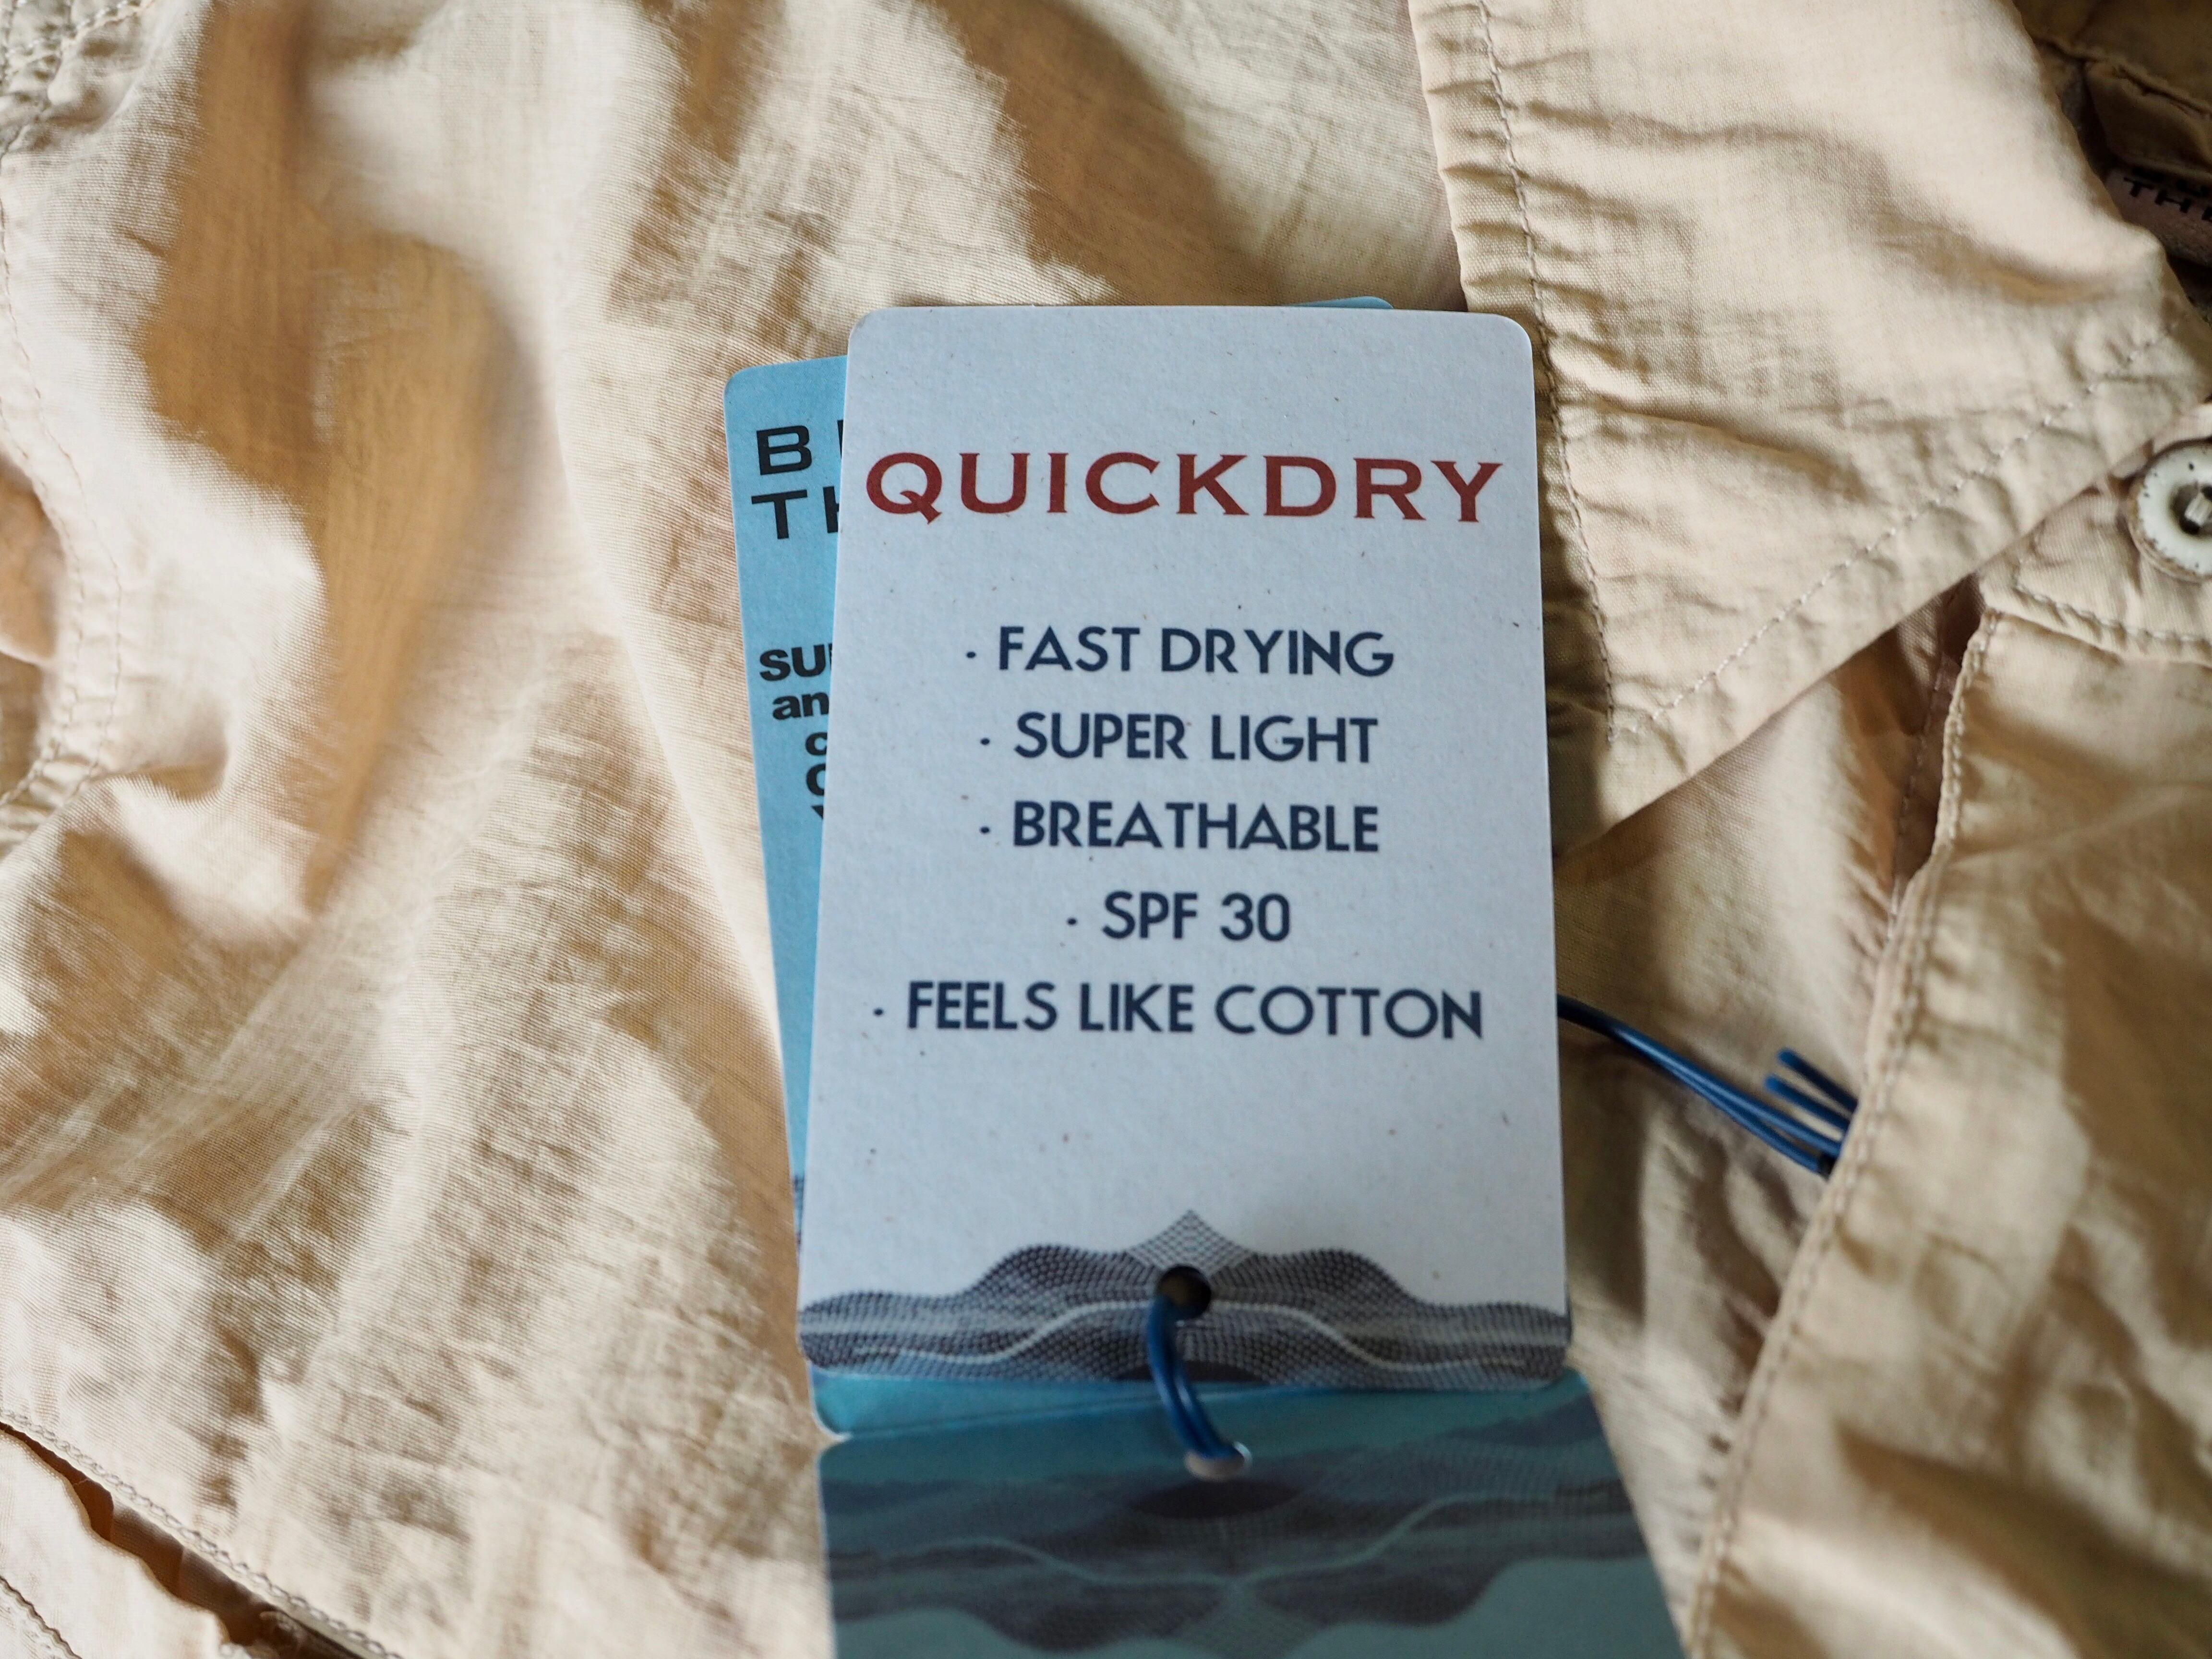 QUICKDRY
· FAST DRYING
· SUPER LIGHT
· BREATHABLE
· SPF 30
· FEELS LIKE COTTON